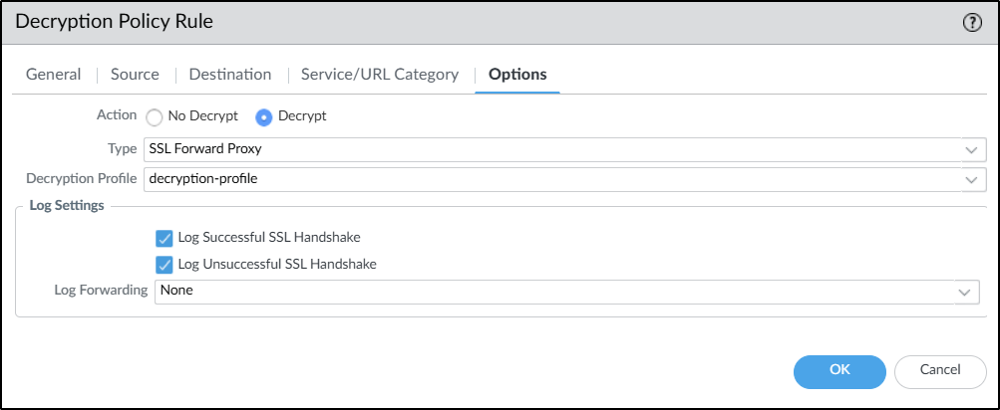 Decryption Policy Rule ?
General Source Destination Service/URL Category Options
Action No Decrypt Decrypt
Type SSL Forward Proxy
Decryption Profile decryption-profile
Log Settings
Log Successful SSL Handshake
Log Unsuccessful SSL Handshake
Log Forwarding None
OK Cancel